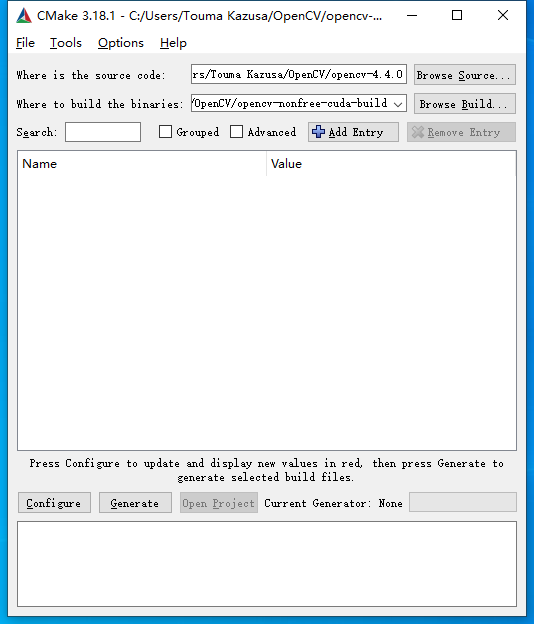 CMake 3.18.1 - C:/Users/Touma Kazusa/OpenCV/opencv-...
File Tools Options Help
Where is the source code: rs/Touma Kazusa/OpenCV/opencv-4.4.0 Browse Source...
Where to build the binaries: /OpenCV/opencv-nonfree-cuda-build Browse Build...
Search: Grouped Advanced Add Entry Remove Entry
Name Value
Press Configure to update and display new values in red, then press Generate to
generate selected build files.
Configure Generate Open Project Current Generator: None